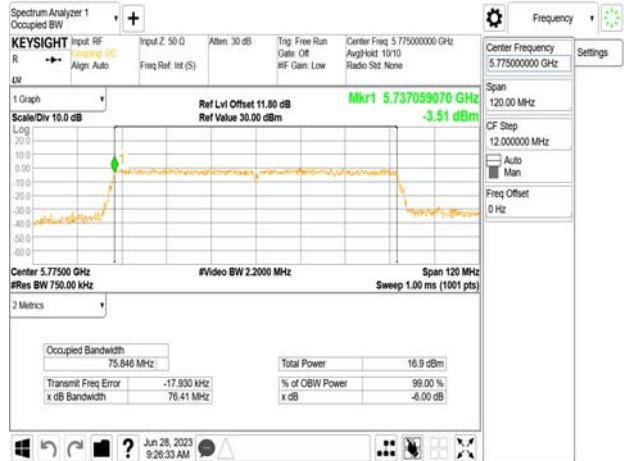 Spectrum Analyzer 1
Occupied BW
KEYSIGHT
R
Input: RF
Coupling: DC
Align: Auto
Input Z: 50 Ω
Freq Ref: Int (S)
Atten: 30 dB
Trig: Free Run
Gate: Off
#IF Gain: Low
Center Freq: 5.775000000 GHz
Avg|Hold: 10/10
Radio Std: None
1 Graph
Scale/Div 10.0 dB
Ref Lvl Offset 11.80 dB
Ref Value 30.00 dBm
Mkr1 5.737059070 GHz
-3.51 dBm
Log
20.0
10.0
0.00
-10.0
-20.0
-30.0
-40.0
-50.0
-60.0
1
Center 5.77500 GHz
#Res BW 750.00 kHz
#Video BW 2.2000 MHz
Span 120 MHz
Sweep 1.00 ms (1001 pts)
2 Metrics
Occupied Bandwidth
75.846 MHz
Transmit Freq Error -17.930 kHz
x dB Bandwidth 76.41 MHz
Total Power 16.9 dBm
% of OBW Power 99.00 %
x dB -6.00 dB
Jun 28, 2023
9:26:33 AM
Frequency
Center Frequency
5.775000000 GHz
Settings
Span
120.00 MHz
CF Step
12.000000 MHz
Auto
Man
Freq Offset
0 Hz